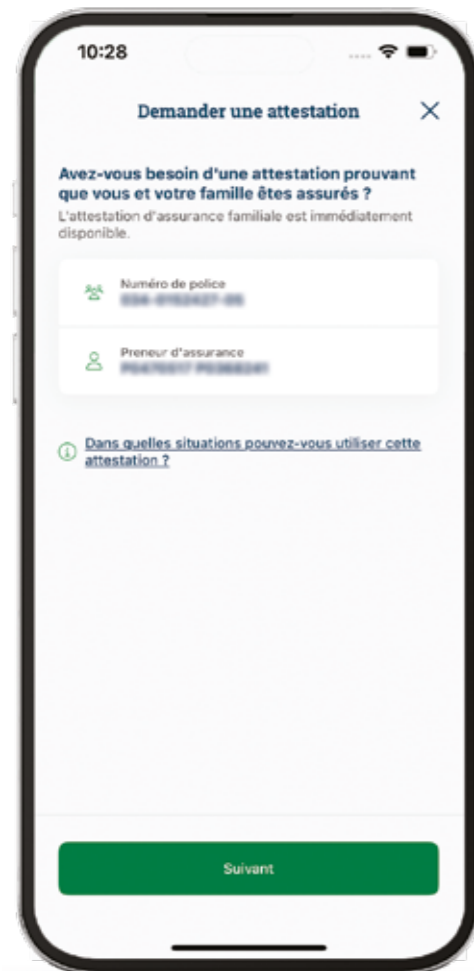 10:28
Demander une attestation
Avez-vous besoin d'une attestation prouvant
que vous et votre famille êtes assurés ?
L'attestation d'assurance familiale est immédiatement
disponible.
Numéro de police
Preneur d'assurance
Dans quelles situations pouvez-vous utiliser cette
attestation ?
Suivant